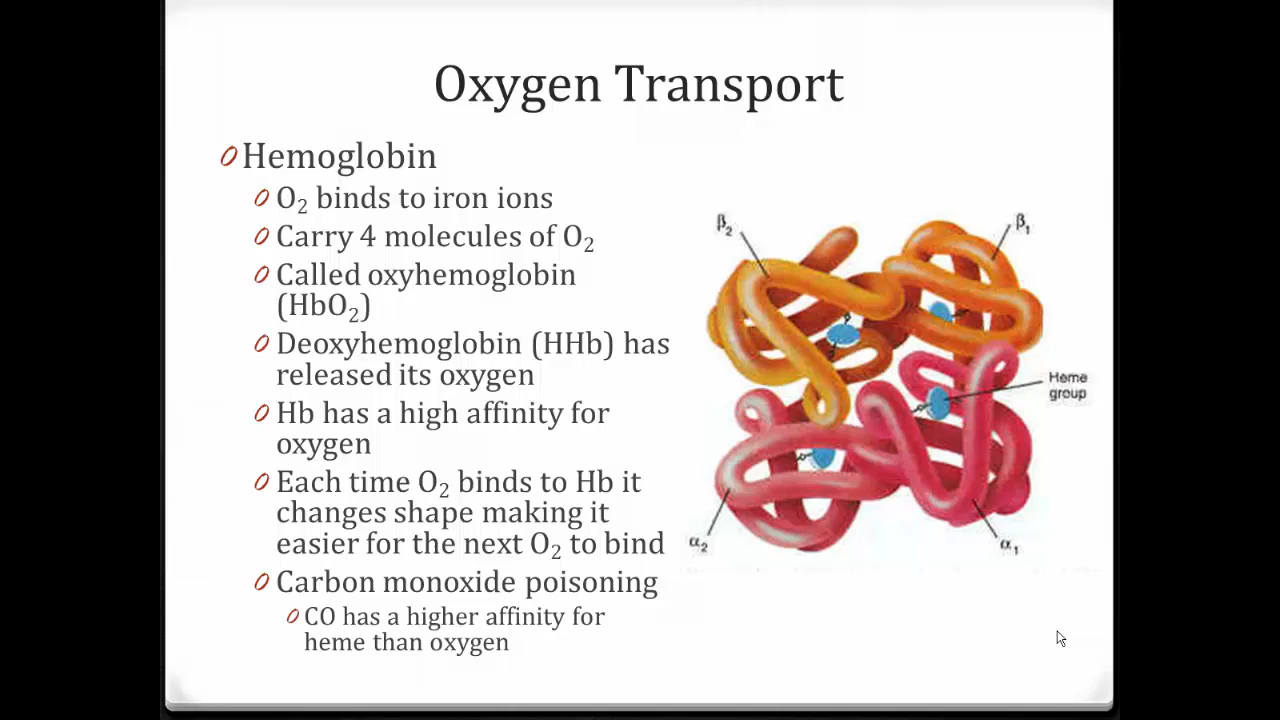 Oxygen Transport
Hemoglobin
O₂ binds to iron ions
Carry 4 molecules of O₂
Called oxyhemoglobin
(HbO₂)
Deoxyhemoglobin (HHb) has
released its oxygen
Hb has a high affinity for
oxygen
Each time O₂ binds to Hb it
changes shape making it
easier for the next O₂ to bind
Carbon monoxide poisoning
CO has a higher affinity for
heme than oxygen
β₂
β₁
Heme
group
α₂
α₁